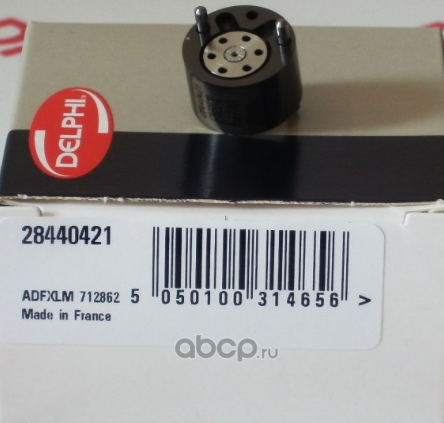 DELPHI
28440421
ADFXLM 712862
Made in France
5 050100 314656 >
abcp.ru